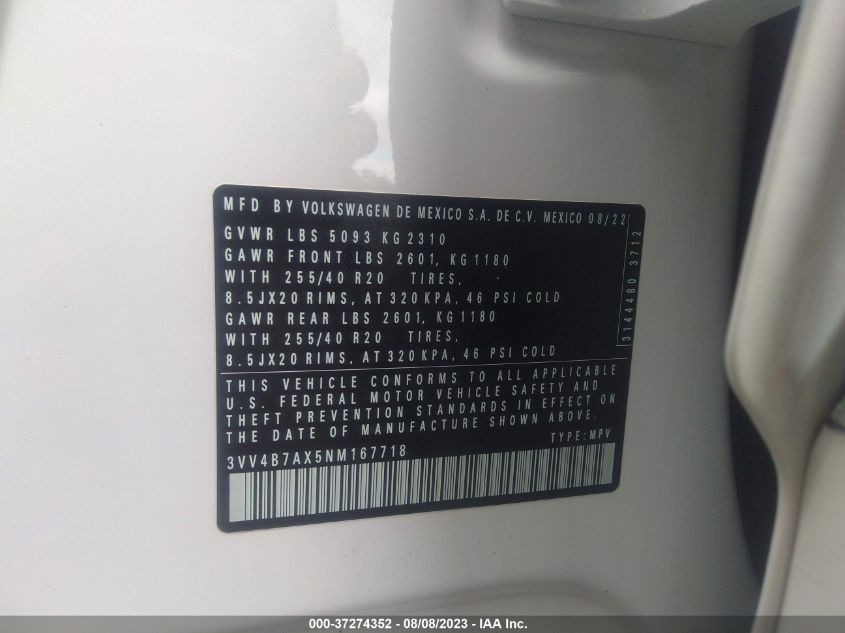 MFD BY VOLKSWAGEN DE MEXICO S.A. DE C.V. MEXICO 08/22
GVWR LBS 5093 KG 2310
GAWR FRONT LBS 2601, KG 1180
WITH 255/40 R20 TIRES,
8.5JX20 RIMS, AT 320 KPA, 46 PSI COLD
GAWR REAR LBS 2601, KG 1180
WITH 255/40 R20 TIRES,
8.5JX20 RIMS, AT 320 KPA, 46 PSI COLD
3144480 3712
THIS VEHICLE CONFORMS TO ALL APPLICABLE
U.S. FEDERAL MOTOR VEHICLE SAFETY AND
THEFT PREVENTION STANDARDS IN EFFECT ON
THE DATE OF MANUFACTURE SHOWN ABOVE.
TYPE: MPV
3VV4B7AX5NM167718
000-37274352 - 08/08/2023 - IAA Inc.